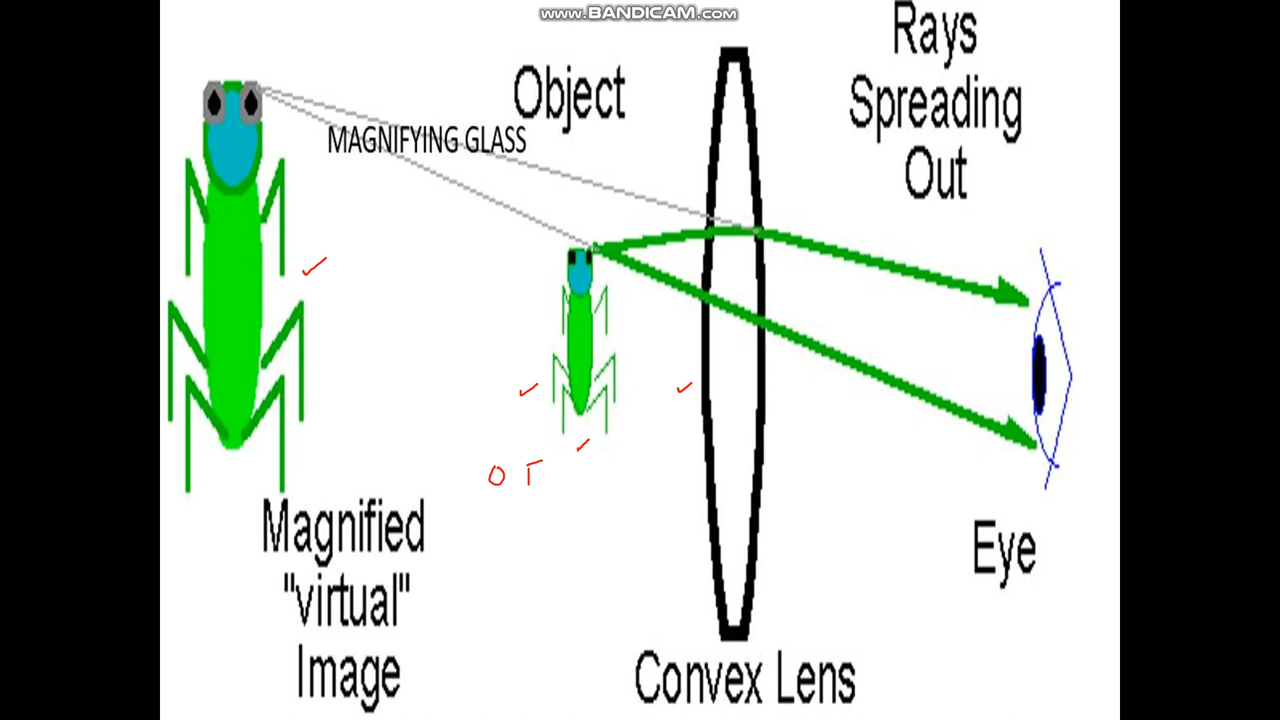 www.BANDICAM.com
Rays
Spreading
Out
Object
MAGNIFYING GLASS
O T
Magnified
"virtual"
Image
Eye
Convex Lens